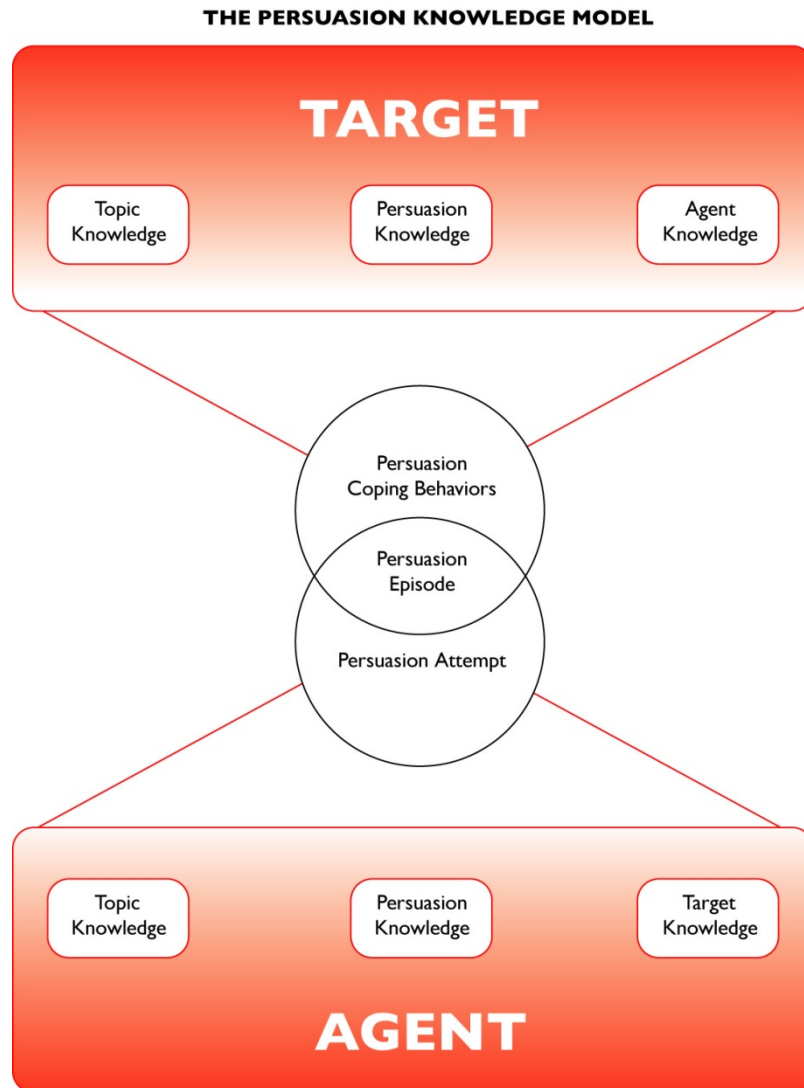 THE PERSUASION KNOWLEDGE MODEL
TARGET
Topic
Knowledge
Persuasion
Knowledge
Agent
Knowledge
Persuasion
Coping Behaviors
Persuasion
Episode
Persuasion Attempt
Topic
Knowledge
Persuasion
Knowledge
Target
Knowledge
AGENT